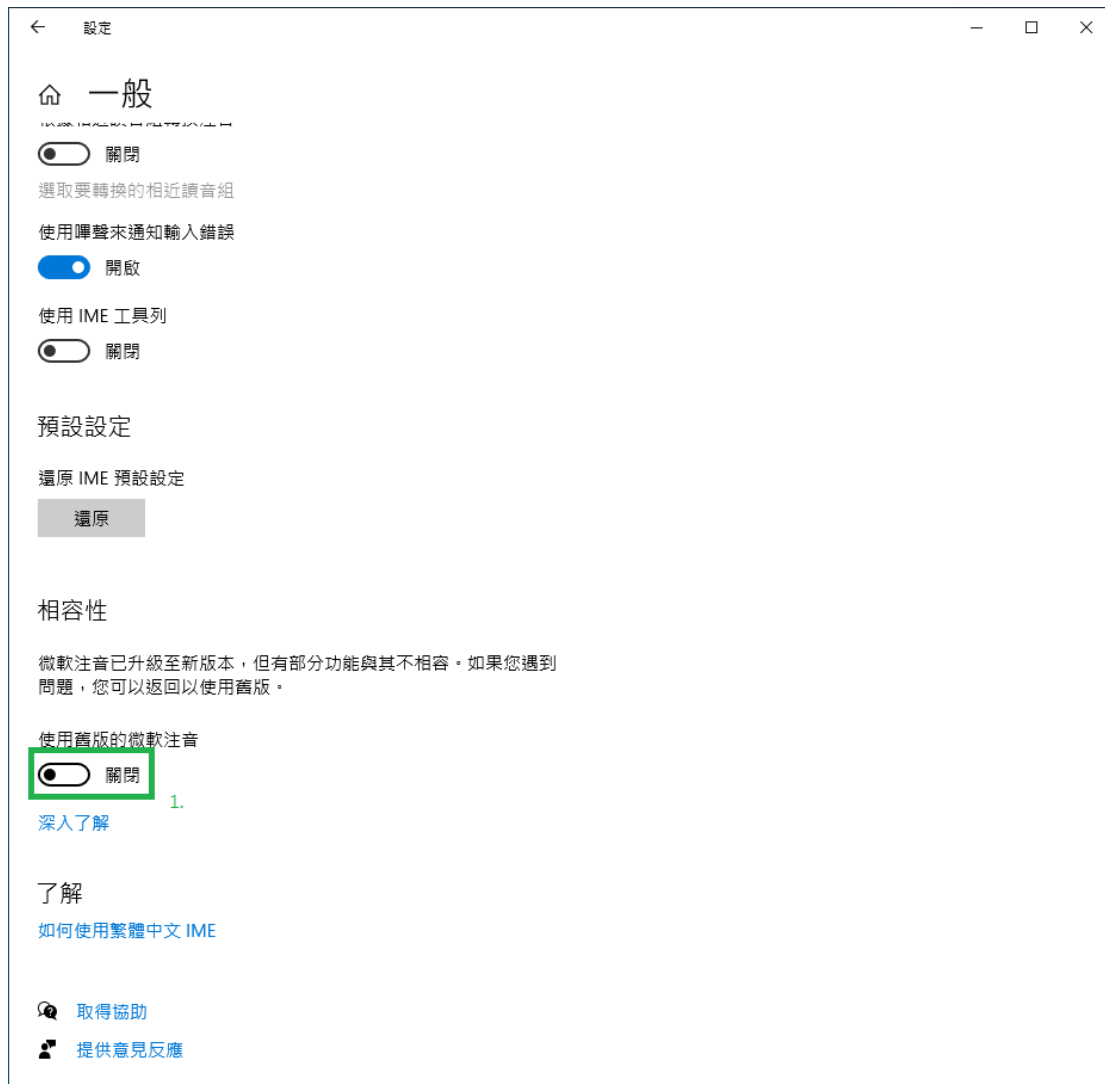 設定
一般
關閉
選取要轉換的相近讀音組
使用嗶聲來通知輸入錯誤
開啟
使用 IME 工具列
關閉
預設設定
還原 IME 預設設定
還原
相容性
微軟注音已升級至新版本，但有部分功能與其不相容。如果您遇到
問題，您可以返回以使用舊版。
使用舊版的微軟注音
關閉
1.
深入了解
了解
如何使用繁體中文 IME
取得協助
提供意見反應